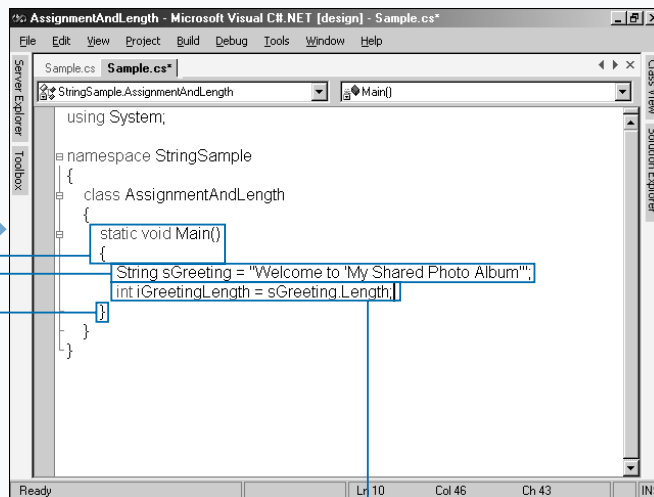 AssignmentAndLength - Microsoft Visual C#.NET [design] - Sample.cs*
File Edit View Project Build Debug Tools Window Help
Sample.cs Sample.cs*
StringSample.AssignmentAndLength Main()
Server Explorer
Toolbox
Class View
Solution Explorer
using System;
namespace StringSample
{
class AssignmentAndLength
{
static void Main()
{
String sGreeting = "Welcome to 'My Shared Photo Album'";
int iGreetingLength = sGreeting.Length;
}
}
}
Ready Ln 10 Col 46 Ch 43 IN